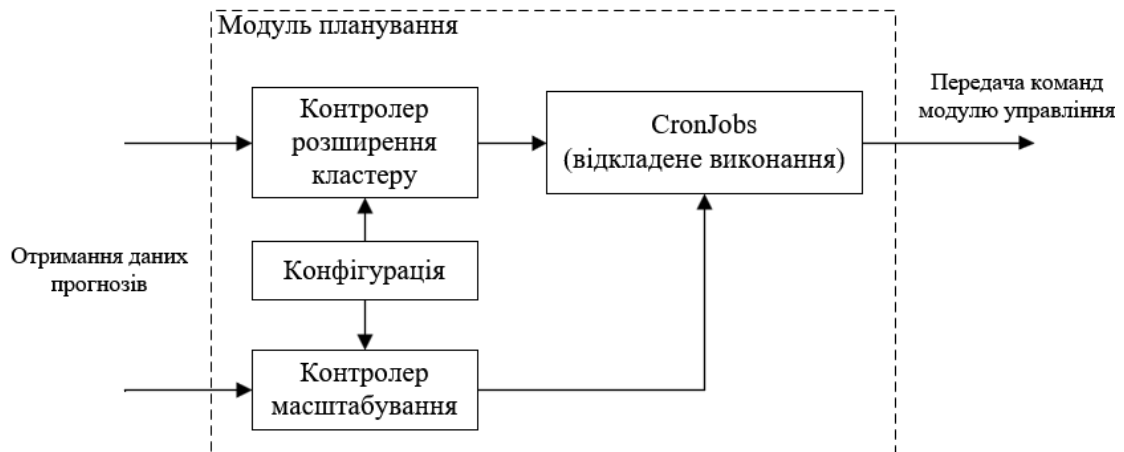 Модуль планування
Контролер
розширення
кластеру
CronJobs
(відкладене виконання)
Передача команд
модулю управління
Отримання даних
прогнозів
Конфігурація
Контролер
масштабування